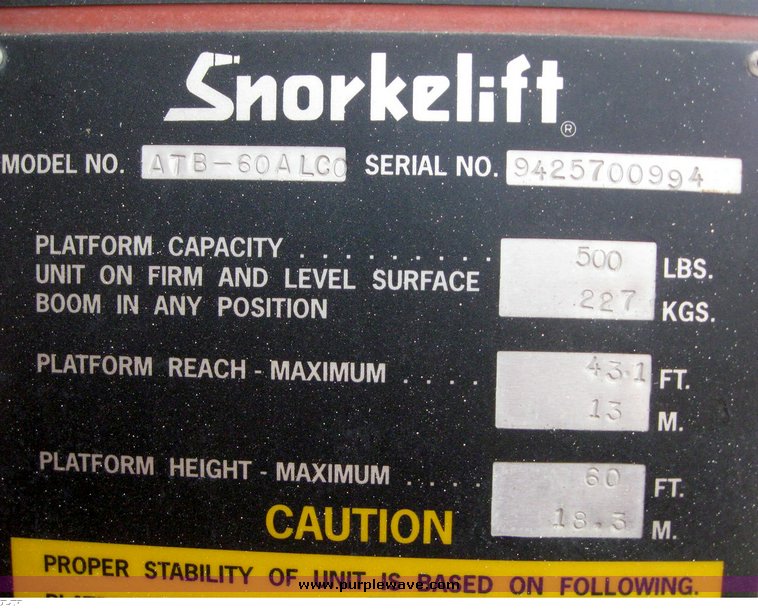 Snorkelift®
MODEL NO. ATB-60ALCO SERIAL NO. 9425700994
PLATFORM CAPACITY . . . . . . . . . 500 LBS.
UNIT ON FIRM AND LEVEL SURFACE
BOOM IN ANY POSITION 227 KGS.
PLATFORM REACH - MAXIMUM . . . . 43.1 FT.
13 M.
PLATFORM HEIGHT - MAXIMUM . . . . 60 FT.
18.3 M.
CAUTION
PROPER STABILITY OF UNIT IS BASED ON FOLLOWING.
www.purplewave.com